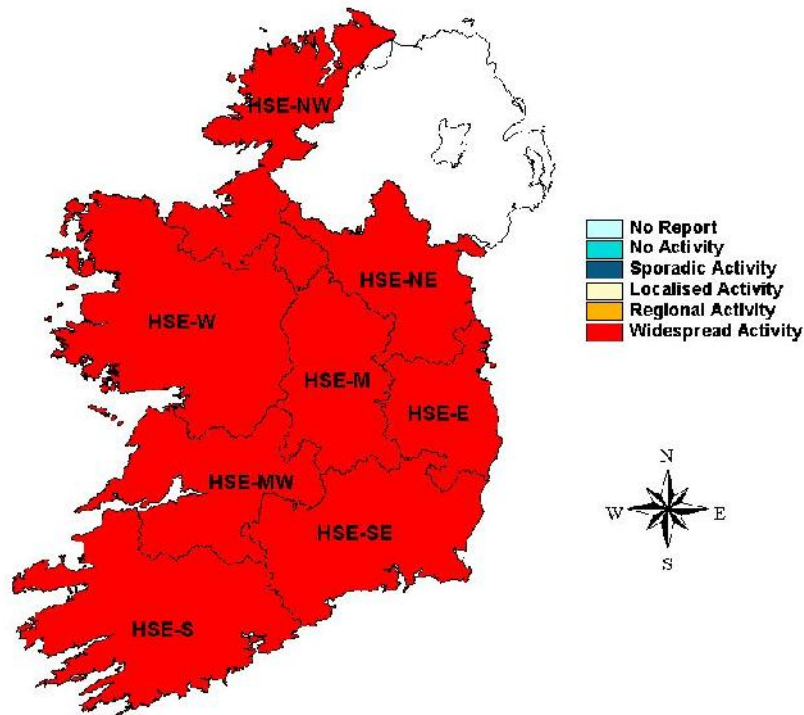 HSE-NW
HSE-NE
HSE-W
HSE-M
HSE-E
HSE-MW
HSE-SE
HSE-S
No Report
No Activity
Sporadic Activity
Localised Activity
Regional Activity
Widespread Activity
N
W E
S